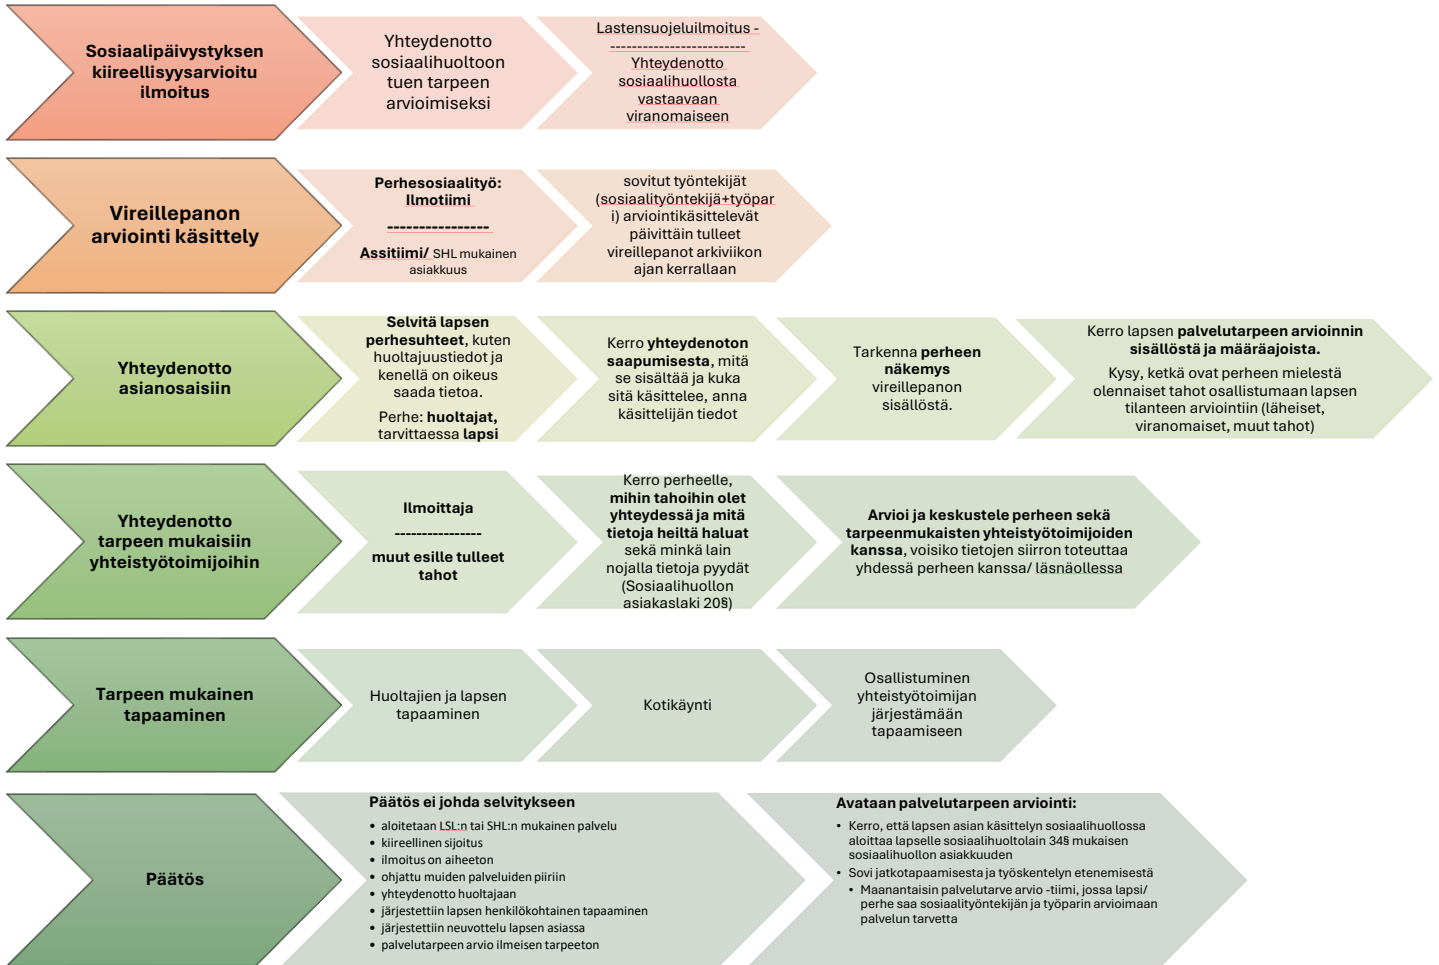 Sosiaalipäivystyksen
kiireellisyysarvioitu
ilmoitus
Yhteydenotto
sosiaalihuoltoon
tuen tarpeen
arvioimiseksi
Lastensuojeluilmoitus -
-------------------------
Yhteydenotto
sosiaalihuollosta
vastaavaan
viranomaiseen
Vireillepanon
arviointi käsittely
Perhesosiaalityö:
Ilmotiimi
----------------
Assitiimi/ SHL mukainen
asiakkuus
sovitut työntekijät
(sosiaalityöntekijä+työpar
i) arviointikäsittelevät
päivittäin tulleet
vireillepanot arkiviikon
ajan kerrallaan
Yhteydenotto
asianosaisiin
Selvitä lapsen
perhesuhteet, kuten
huoltajuustiedot ja
kenellä on oikeus
saada tietoa.
Perhe: huoltajat,
tarvittaessa lapsi
Kerro yhteydenoton
saapumisesta, mitä
se sisältää ja kuka
sitä käsittelee, anna
käsittelijän tiedot
Tarkenna perheen
näkemys
vireillepanon
sisällöstä.
Kerro lapsen palvelutarpeen arvioinnin
sisällöstä ja määräajoista.
Kysy, ketkä ovat perheen mielestä
olennaiset tahot osallistumaan lapsen
tilanteen arviointiin (läheiset,
viranomaiset, muut tahot)
Yhteydenotto
tarpeen mukaisiin
yhteistyötoimijoihin
Ilmoittaja
----------------
muut esille tulleet
tahot
Kerro perheelle,
mihin tahoihin olet
yhteydessä ja mitä
tietoja heiltä haluat
sekä minkä lain
nojalla tietoja pyydät
(Sosiaalihuollon
asiakaslaki 20§)
Arvioi ja keskustele perheen sekä
tarpeenmukaisten yhteistyötoimijoiden
kanssa, voisiko tietojen siirron toteuttaa
yhdessä perheen kanssa/ läsnäollessa
Tarpeen mukainen
tapaaminen
Huoltajien ja lapsen
tapaaminen
Kotikäynti
Osallistuminen
yhteistyötoimijan
järjestämään
tapaamiseen
Päätös
Päätös ei johda selvitykseen
• aloitetaan LSL:n tai SHL:n mukainen palvelu
• kiireellinen sijoitus
• ilmoitus on aiheeton
• ohjattu muiden palveluiden piiriin
• yhteydenotto huoltajaan
• järjestettiin lapsen henkilökohtainen tapaaminen
• järjestettiin neuvottelu lapsen asiassa
• palvelutarpeen arvio ilmeisen tarpeeton
Avataan palvelutarpeen arviointi:
• Kerro, että lapsen asian käsittelyn sosiaalihuollossa
aloittaa lapselle sosiaalihuoltolain 34§ mukaisen
sosiaalihuollon asiakkuuden
• Sovi jatkotapaamisesta ja työskentelyn etenemisestä
• Maanantaisin palvelutarve arvio -tiimi, jossa lapsi/
perhe saa sosiaalityöntekijän ja työparin arvioimaan
palvelun tarvetta